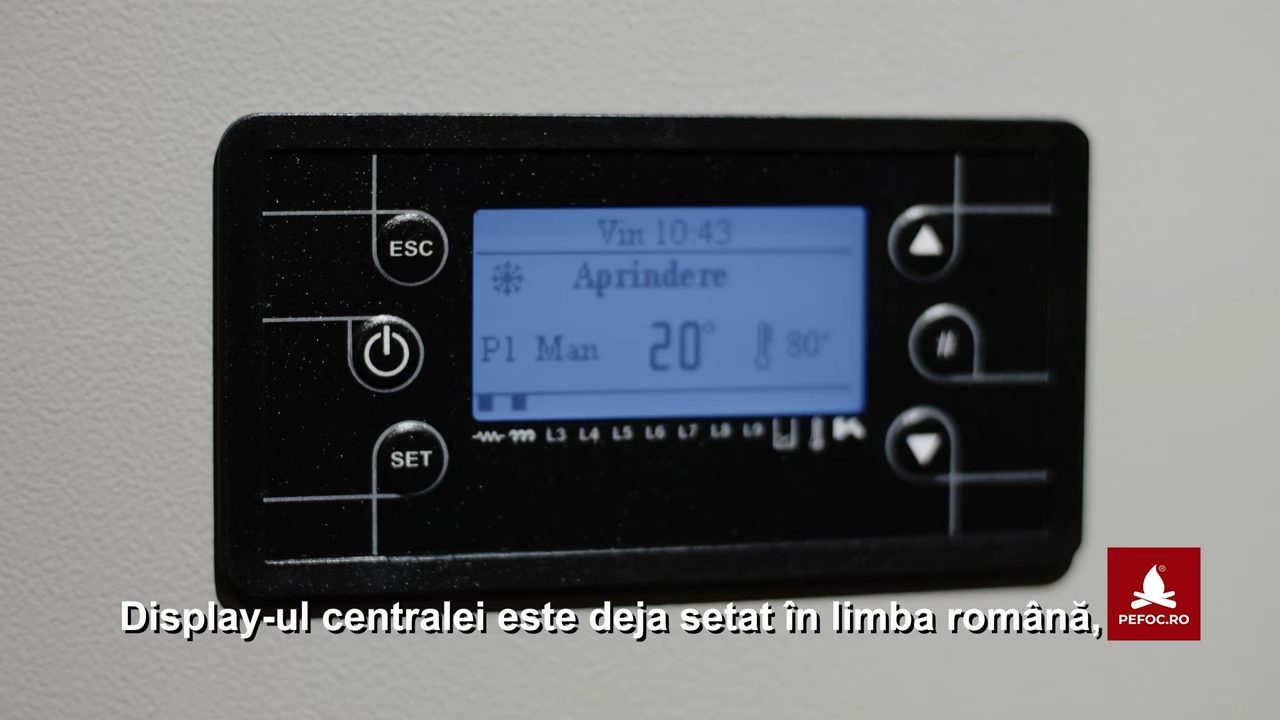 Vin 10:43
ESC
Aprindere
P1 Man 20° 80°
#
L3 L4 L5 L6 L7 L8 L9
SET
Display-ul centralei este deja setat în limba română,
®
PEFOC.RO